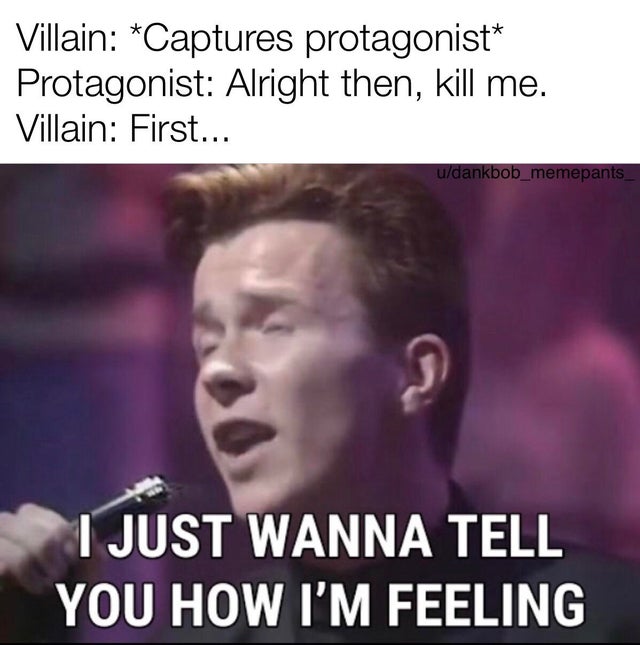 Villain: *Captures protagonist*
Protagonist: Alright then, kill me.
Villain: First...
u/dankbob_memepants_
I JUST WANNA TELL
YOU HOW I'M FEELING